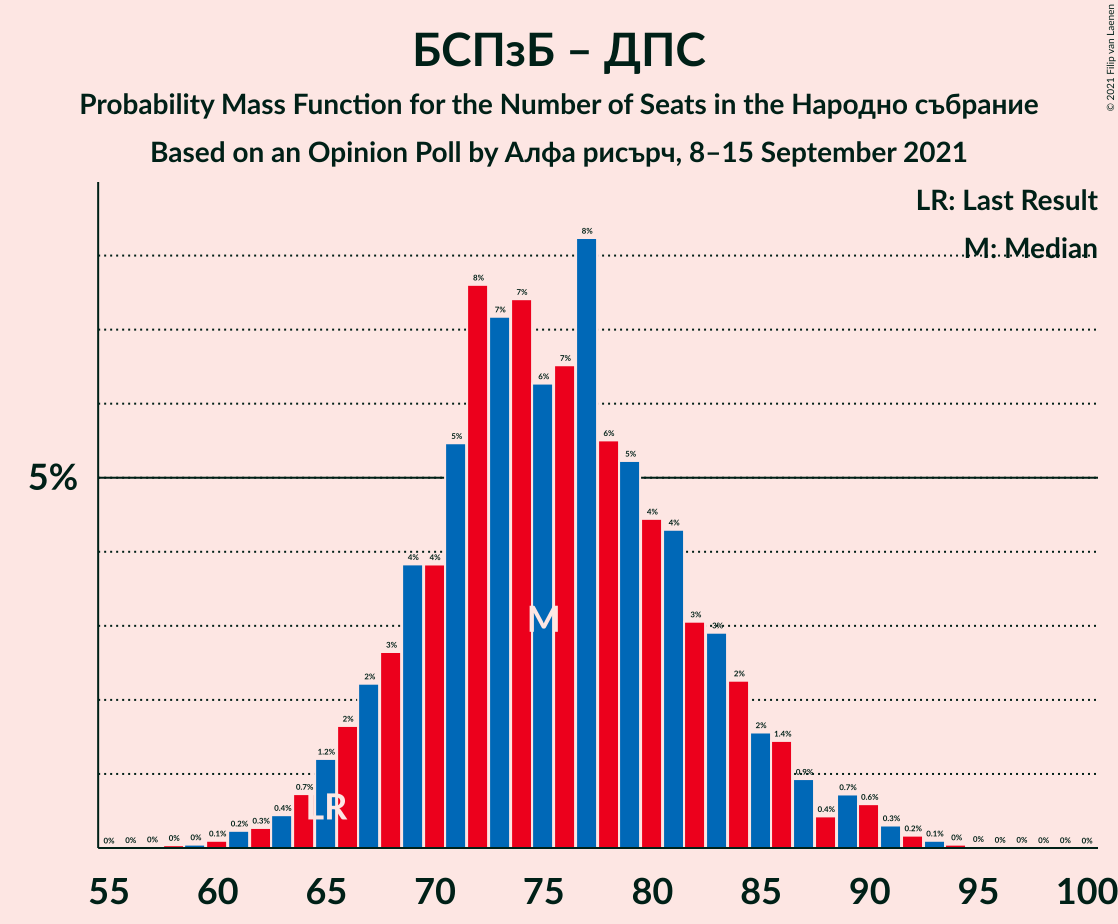 БСПзБ – ДПС
Probability Mass Function for the Number of Seats in the Народно събрание
Based on an Opinion Poll by Алфа рисърч, 8–15 September 2021
© 2021 Filip van Laenen
LR: Last Result
M: Median
5%
0% 0% 0% 0% 0% 0.1% 0.2% 0.3% 0.4% 0.7% 1.2% 2% 2% 3% 4% 4% 5% 8% 7% 7% 6% 7% 8% 6% 5% 4% 4% 3% 3% 2% 2% 1.4% 0.9% 0.4% 0.7% 0.6% 0.3% 0.2% 0.1% 0% 0% 0% 0% 0% 0% 0%
M
LR
55 60 65 70 75 80 85 90 95 100